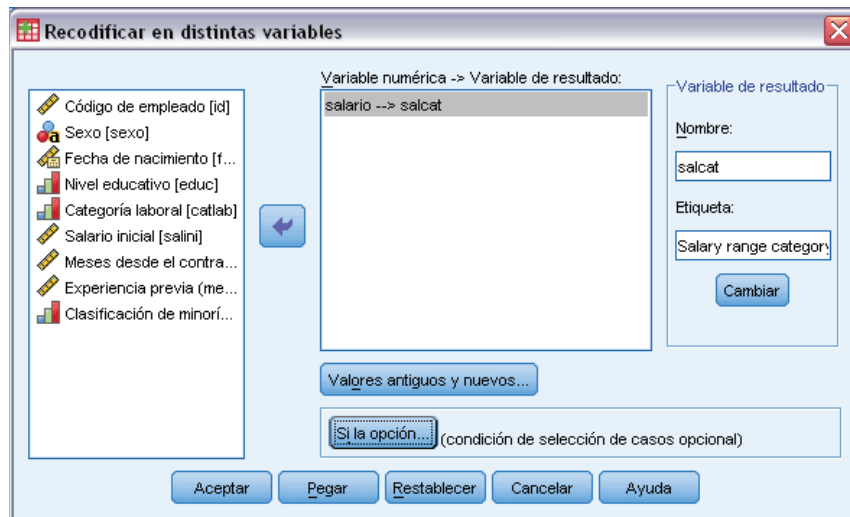 Recodificar en distintas variables
Código de empleado [id]
Sexo [sexo]
Fecha de nacimiento [f...
Nivel educativo [educ]
Categoría laboral [catlab]
Salario inicial [salini]
Meses desde el contra...
Experiencia previa (me...
Clasificación de minorí...
Variable numérica -> Variable de resultado:
salario --> salcat
Valores antiguos y nuevos...
Si la opción... (condición de selección de casos opcional)
Variable de resultado
Nombre:
salcat
Etiqueta:
Salary range category
Cambiar
Aceptar Pegar Restablecer Cancelar Ayuda